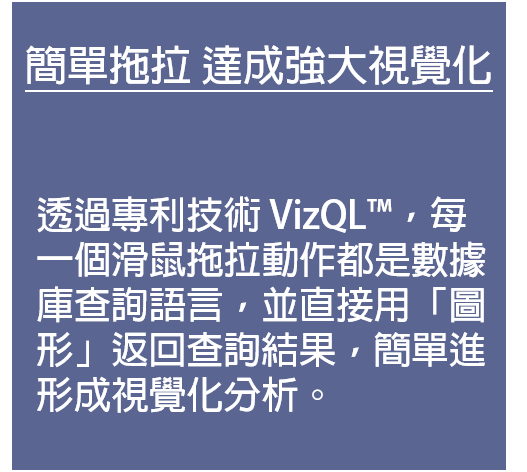 簡單拖拉 達成強大視覺化
透過專利技術 VizQL™，每
一個滑鼠拖拉動作都是數據
庫查詢語言，並直接用「圖
形」返回查詢結果，簡單進
形成視覺化分析。